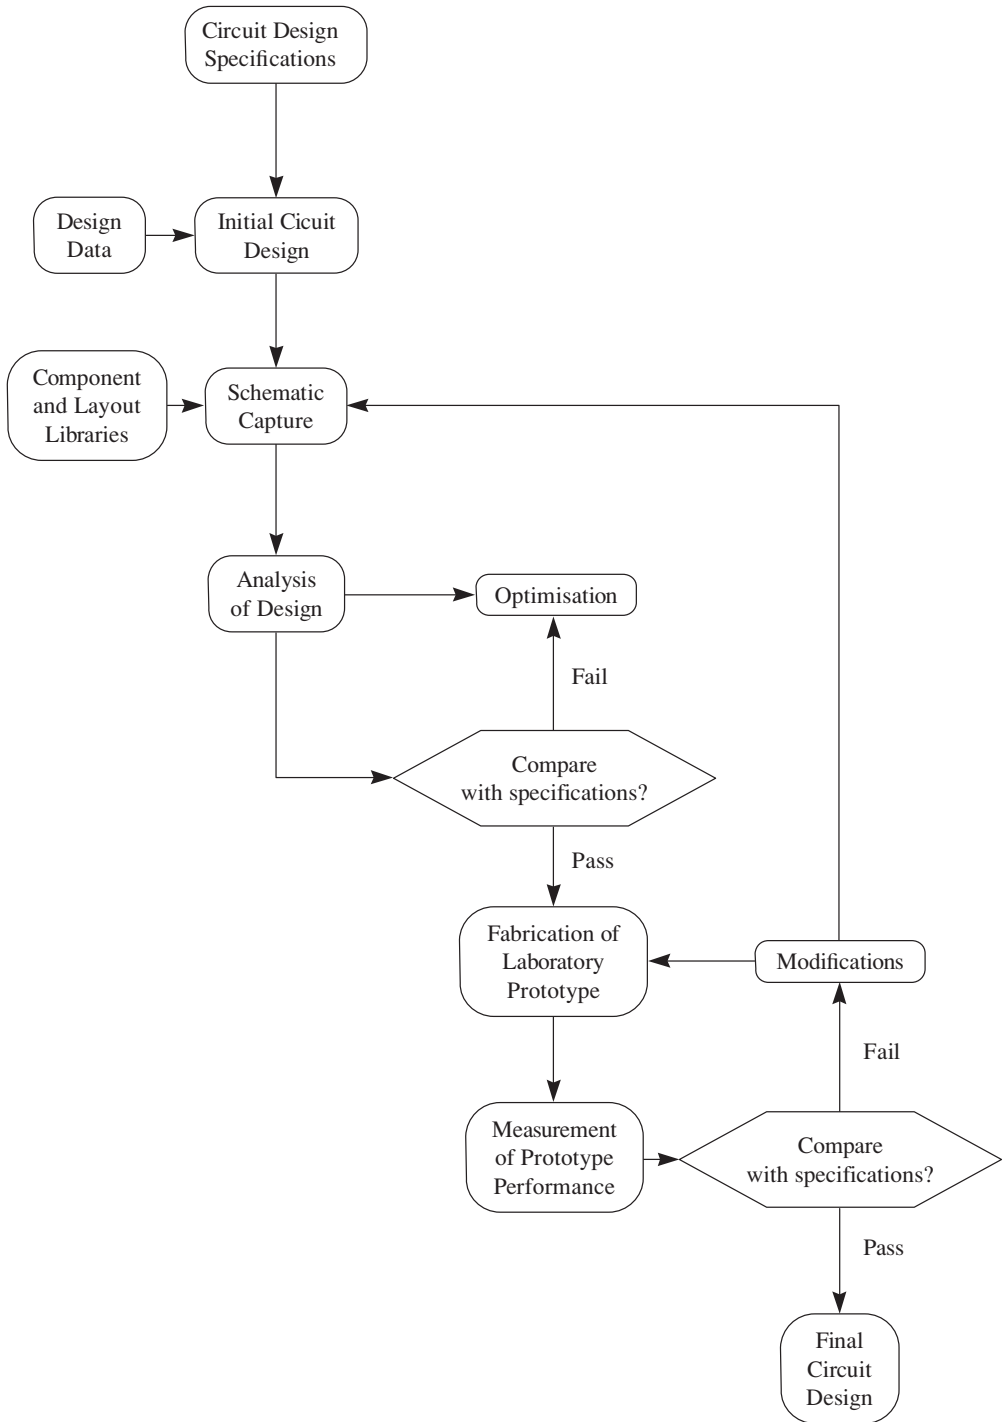 Circuit Design
Specifications
Design
Data
Initial Cicuit
Design
Component
and Layout
Libraries
Schematic
Capture
Analysis
of Design
Optimisation
Fail
Compare
with specifications?
Pass
Fabrication of
Laboratory
Prototype
Modifications
Fail
Measurement
of Prototype
Performance
Compare
with specifications?
Pass
Final
Circuit
Design